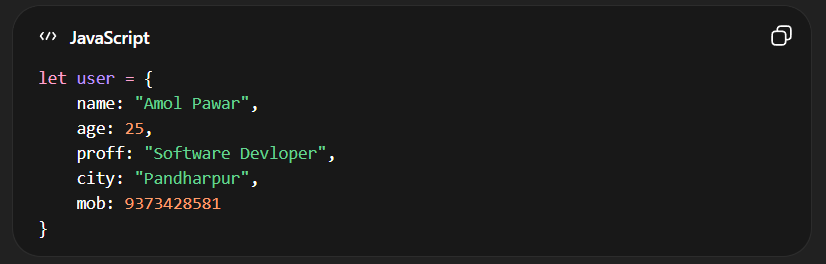 </> JavaScript
let user = {
    name: "Amol Pawar",
    age: 25,
    proff: "Software Devloper",
    city: "Pandharpur",
    mob: 9373428581
}